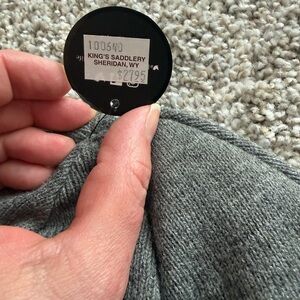 100640
KING'S SADDLERY
SHERIDAN, WY
$27.95